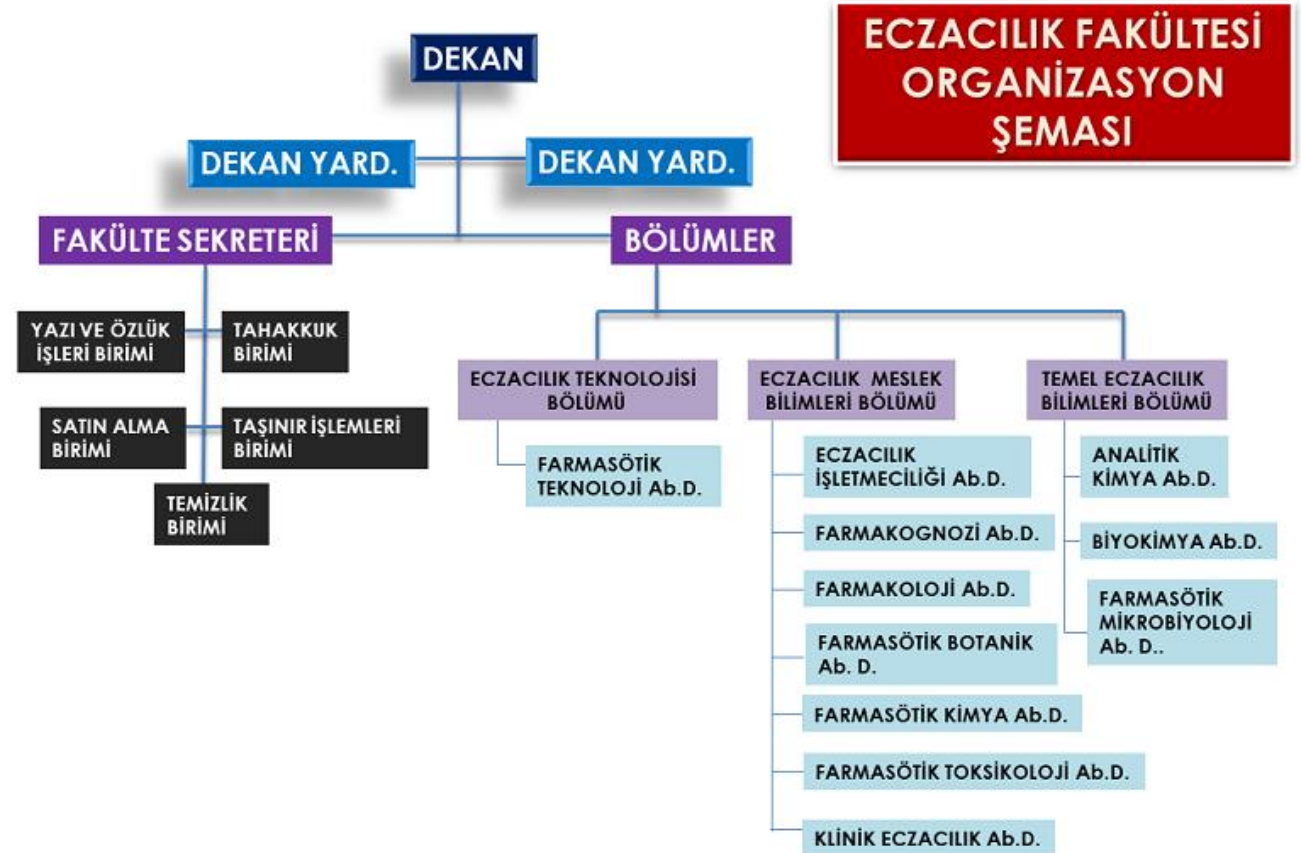 ECZACILIK FAKÜLTESİ
ORGANİZASYON
ŞEMASI
DEKAN
DEKAN YARD.
DEKAN YARD.
FAKÜLTE SEKRETERİ
BÖLÜMLER
YAZI VE ÖZLÜK
İŞLERİ BİRİMİ
TAHAKKUK
BİRİMİ
SATIN ALMA
BİRİMİ
TAŞINIR İŞLEMLERİ
BİRİMİ
TEMİZLİK
BİRİMİ
ECZACILIK TEKNOLOJİSİ
BÖLÜMÜ
FARMASÖTİK
TEKNOLOJİ Ab.D.
ECZACILIK MESLEK
BİLİMLERİ BÖLÜMÜ
ECZACILIK
İŞLETMECİLİĞİ Ab.D.
FARMAKOGNOZİ Ab.D.
FARMAKOLOJİ Ab.D.
FARMASÖTİK BOTANİK
Ab. D.
FARMASÖTİK KİMYA Ab.D.
FARMASÖTİK TOKSİKOLOJİ Ab.D.
KLİNİK ECZACILIK Ab.D.
TEMEL ECZACILIK
BİLİMLERİ BÖLÜMÜ
ANALİTİK
KİMYA Ab.D.
BİYOKİMYA Ab.D.
FARMASÖTİK
MİKROBİYOLOJİ
Ab. D..